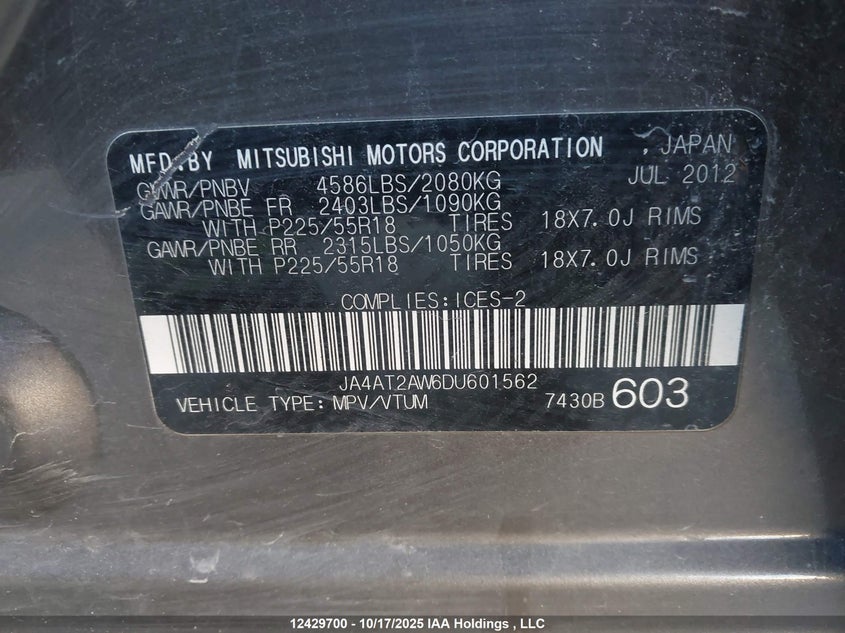 MFD.BY MITSUBISHI MOTORS CORPORATION , JAPAN
GVWR/PNBV 4586LBS/2080KG JUL 2012
GAWR/PNBE FR 2403LBS/1090KG
WITH P225/55R18 TIRES 18X7.0J RIMS
GAWR/PNBE RR 2315LBS/1050KG
WITH P225/55R18 TIRES 18X7.0J RIMS
COMPLIES:ICES-2
JA4AT2AW6DU601562
VEHICLE TYPE:MPV/VTUM 7430B 603
12429700 - 10/17/2025 IAA Holdings , LLC